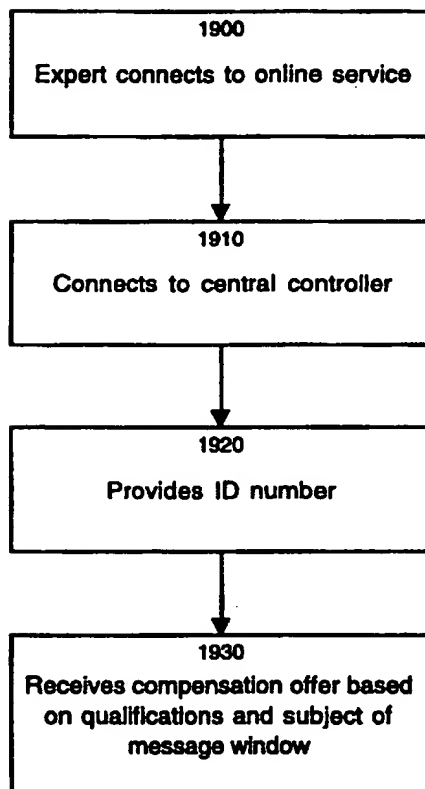 1900
Expert connects to online service
1910
Connects to central controller
1920
Provides ID number
1930
Receives compensation offer based
on qualifications and subject of
message window